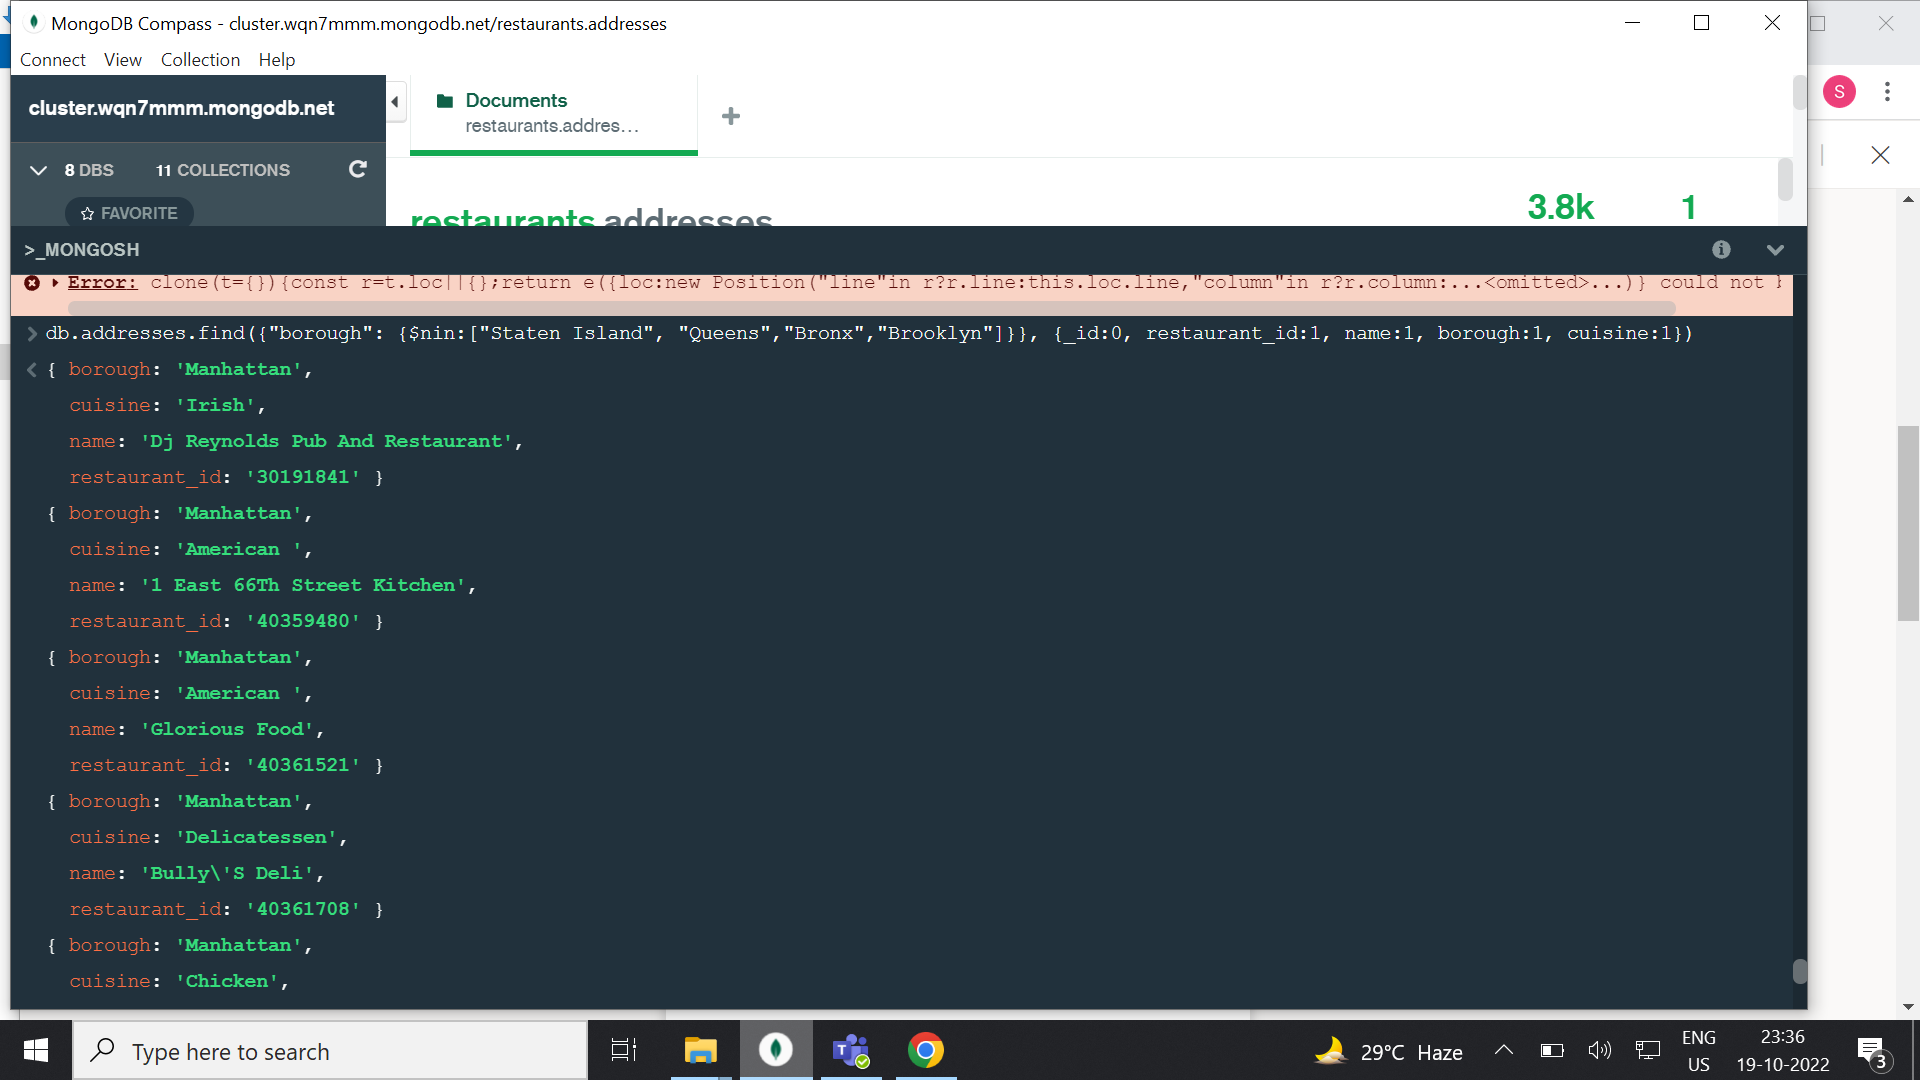 MongoDB Compass - cluster.wqn7mmm.mongodb.net/restaurants.addresses
Connect View Collection Help
cluster.wqn7mmm.mongodb.net
Documents
restaurants.addres...
S
8 DBS 11 COLLECTIONS
FAVORITE
restaurants.addresses
3.8k 1
>_MONGOSH
Error: clone(t={}){const r=t.loc||{};return e({loc:new Position("line"in r?r.line:this.loc.line,"column"in r?r.column:...<omitted>...)} could not
db.addresses.find({"borough": {$nin:["Staten Island", "Queens","Bronx","Brooklyn"]}}, {_id:0, restaurant_id:1, name:1, borough:1, cuisine:1})
{ borough: 'Manhattan',
cuisine: 'Irish',
name: 'Dj Reynolds Pub And Restaurant',
restaurant_id: '30191841' }
{ borough: 'Manhattan',
cuisine: 'American ',
name: '1 East 66Th Street Kitchen',
restaurant_id: '40359480' }
{ borough: 'Manhattan',
cuisine: 'American ',
name: 'Glorious Food',
restaurant_id: '40361521' }
{ borough: 'Manhattan',
cuisine: 'Delicatessen',
name: 'Bully\'S Deli',
restaurant_id: '40361708' }
{ borough: 'Manhattan',
cuisine: 'Chicken',
Type here to search
29°C Haze
ENG
US
23:36
19-10-2022
3